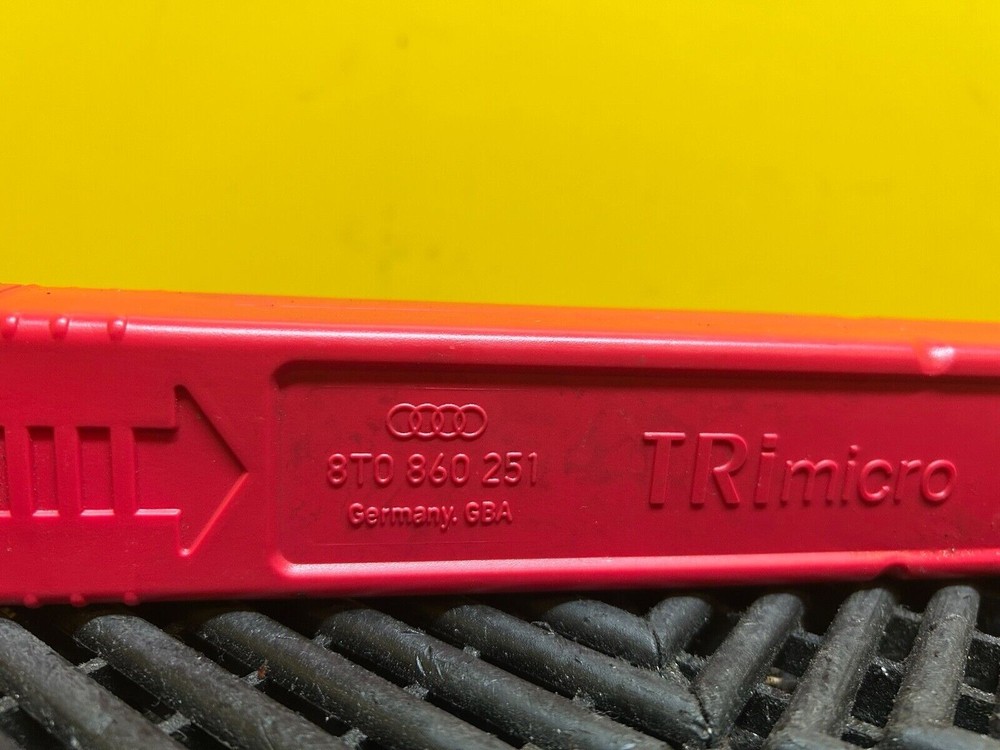 8T0 860 251
Germany. GBA
TRimicro